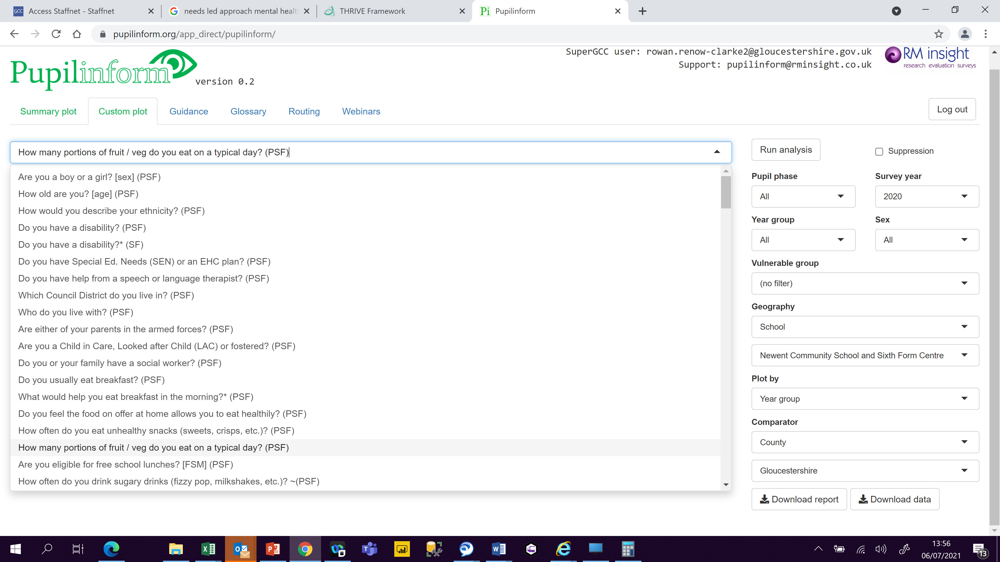 GCC Access Staffnet - Staffnet
needs led approach mental healt
THRIVE Framework
Pi Pupilinform
pupilinform.org/app_direct/pupilinform/
Pupilinform
version 0.2
SuperGCC user: rowan.renow-clarke2@gloucestershire.gov.uk
Support: pupilinform@rminsight.co.uk
RM insight
research evaluation surveys
Summary plot
Custom plot
Guidance
Glossary
Routing
Webinars
Log out
How many portions of fruit / veg do you eat on a typical day? (PSF)
Are you a boy or a girl? [sex] (PSF)
How old are you? [age] (PSF)
How would you describe your ethnicity? (PSF)
Do you have a disability? (PSF)
Do you have a disability?* (SF)
Do you have Special Ed. Needs (SEN) or an EHC plan? (PSF)
Do you have help from a speech or language therapist? (PSF)
Which Council District do you live in? (PSF)
Who do you live with? (PSF)
Are either of your parents in the armed forces? (PSF)
Are you a Child in Care, Looked after Child (LAC) or fostered? (PSF)
Do you or your family have a social worker? (PSF)
Do you usually eat breakfast? (PSF)
What would help you eat breakfast in the morning?* (PSF)
Do you feel the food on offer at home allows you to eat healthily? (PSF)
How often do you eat unhealthy snacks (sweets, crisps, etc.)? (PSF)
How many portions of fruit / veg do you eat on a typical day? (PSF)
Are you eligible for free school lunches? [FSM] (PSF)
How often do you drink sugary drinks (fizzy pop, milkshakes, etc.)? ~(PSF)
Run analysis
Suppression
Pupil phase
Survey year
All
2020
Year group
Sex
All
All
Vulnerable group
(no filter)
Geography
School
Newent Community School and Sixth Form Centre
Plot by
Year group
Comparator
County
Gloucestershire
Download report
Download data
13:56
06/07/2021
13